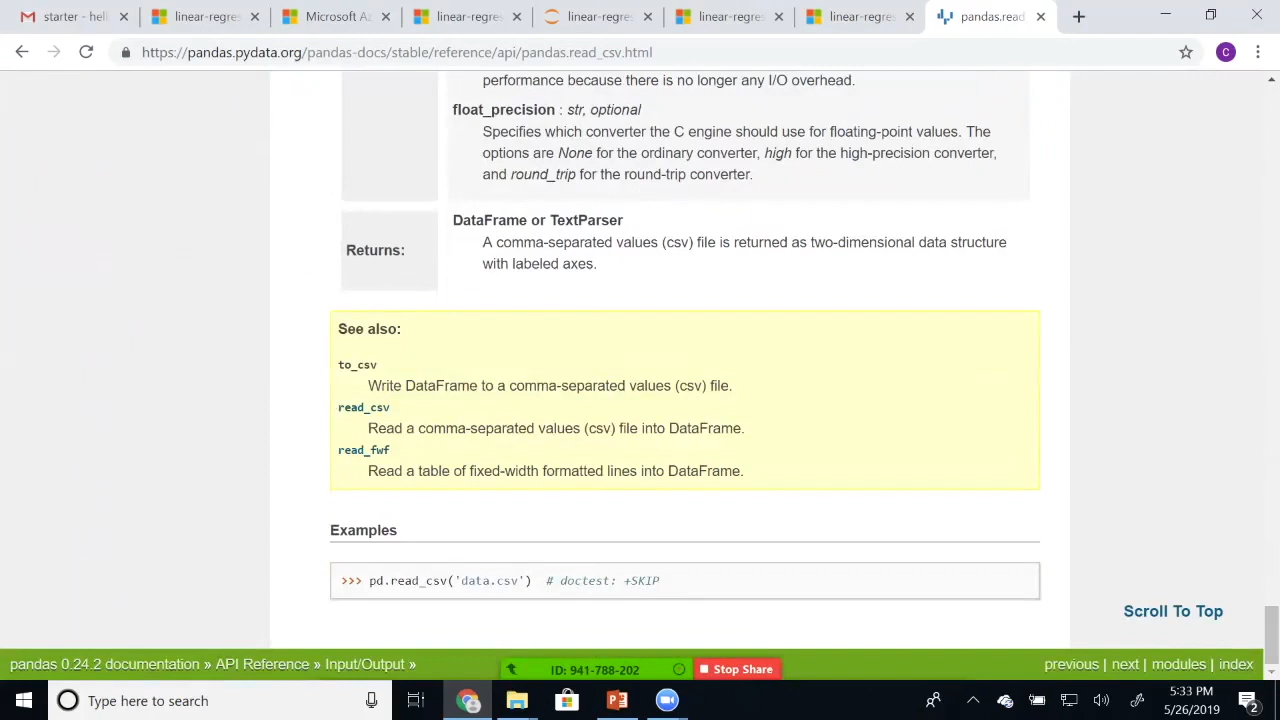 starter - hell
linear-regres
Microsoft Az
linear-regres
linear-regres
linear-regres
linear-regres
pandas.read_
https://pandas.pydata.org/pandas-docs/stable/reference/api/pandas.read_csv.html
C
performance because there is no longer any I/O overhead.
float_precision : str, optional
Specifies which converter the C engine should use for floating-point values. The
options are None for the ordinary converter, high for the high-precision converter,
and round_trip for the round-trip converter.
Returns:
DataFrame or TextParser
A comma-separated values (csv) file is returned as two-dimensional data structure
with labeled axes.
See also:
to_csv
Write DataFrame to a comma-separated values (csv) file.
read_csv
Read a comma-separated values (csv) file into DataFrame.
read_fwf
Read a table of fixed-width formatted lines into DataFrame.
Examples
>>> pd.read_csv('data.csv')  # doctest: +SKIP
Scroll To Top
pandas 0.24.2 documentation » API Reference » Input/Output »
ID: 941-788-202
Stop Share
previous | next | modules | index
Type here to search
5:33 PM
5/26/2019
2